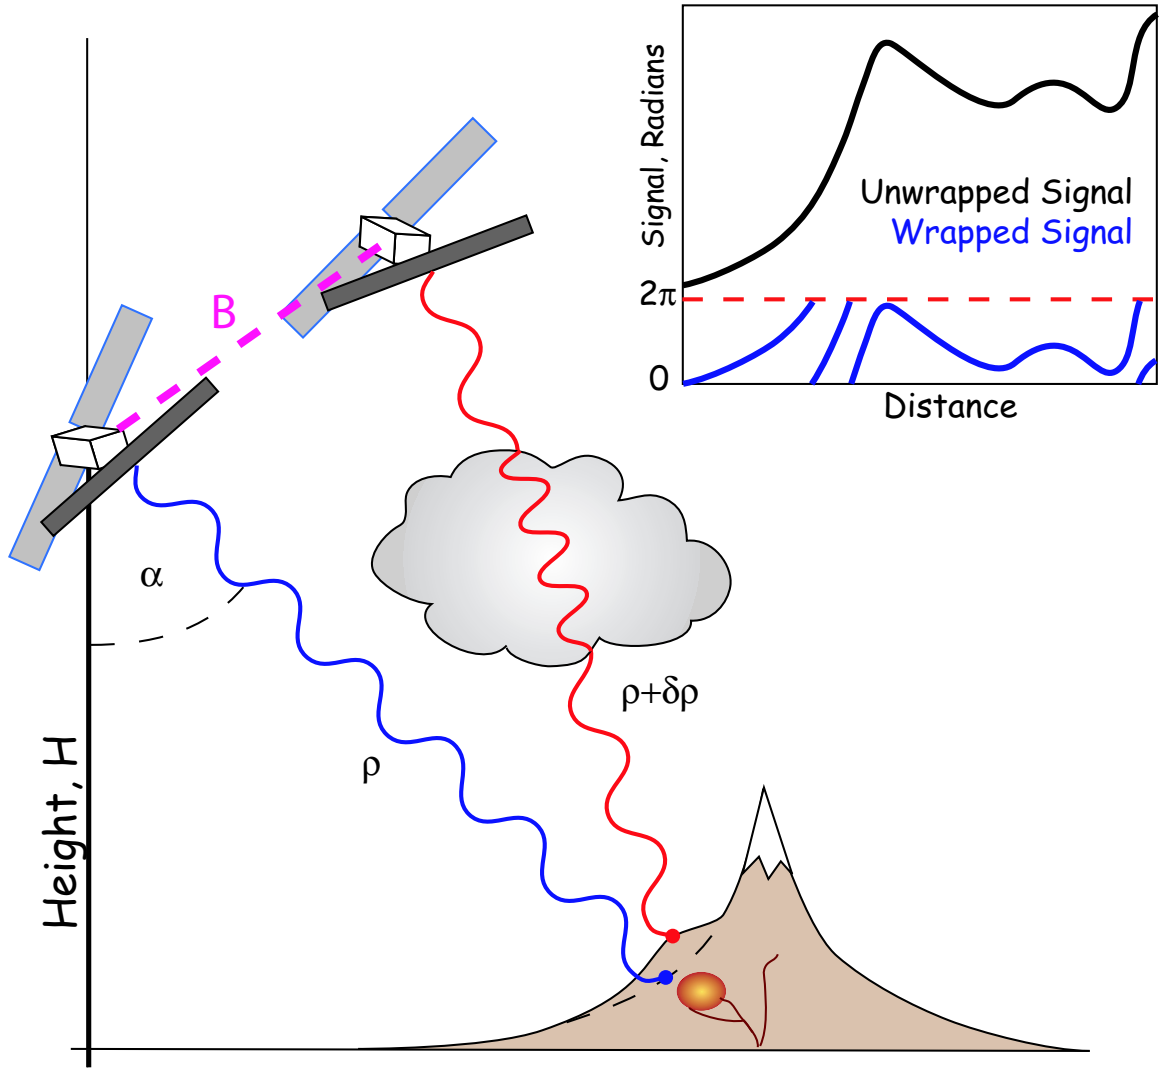 Signal, Radians
Unwrapped Signal
Wrapped Signal
2π
0
Distance
B
α
ρ+δρ
ρ
Height, H